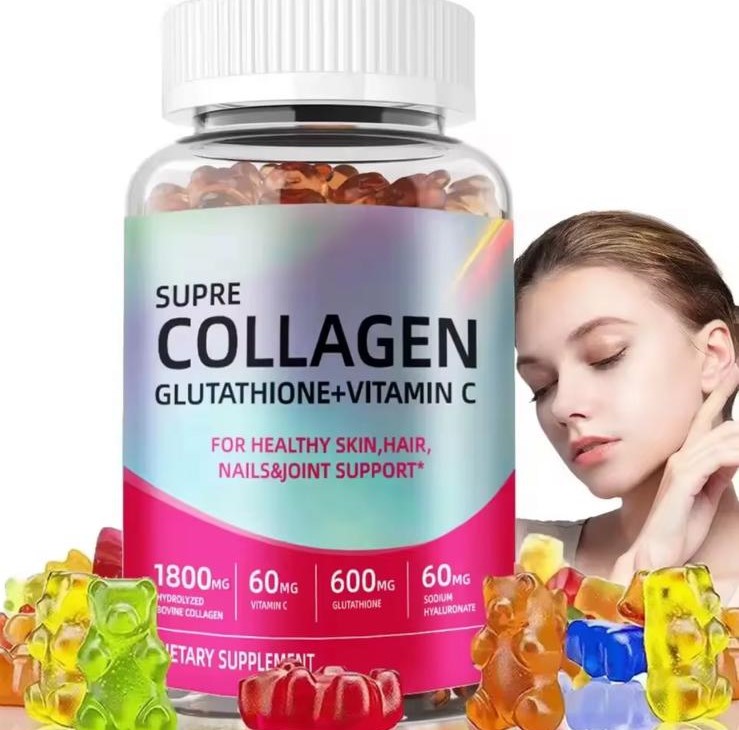 SUPRE
COLLAGEN
GLUTATHIONE+VITAMIN C
FOR HEALTHY SKIN,HAIR,
NAILS&JOINT SUPPORT*
1800MG
HYDROLYZED
BOVINE COLLAGEN
60MG
VITAMIN C
600MG
GLUTATHIONE
60MG
SODIUM
HYALURONATE
IETARY SUPPLEMENT